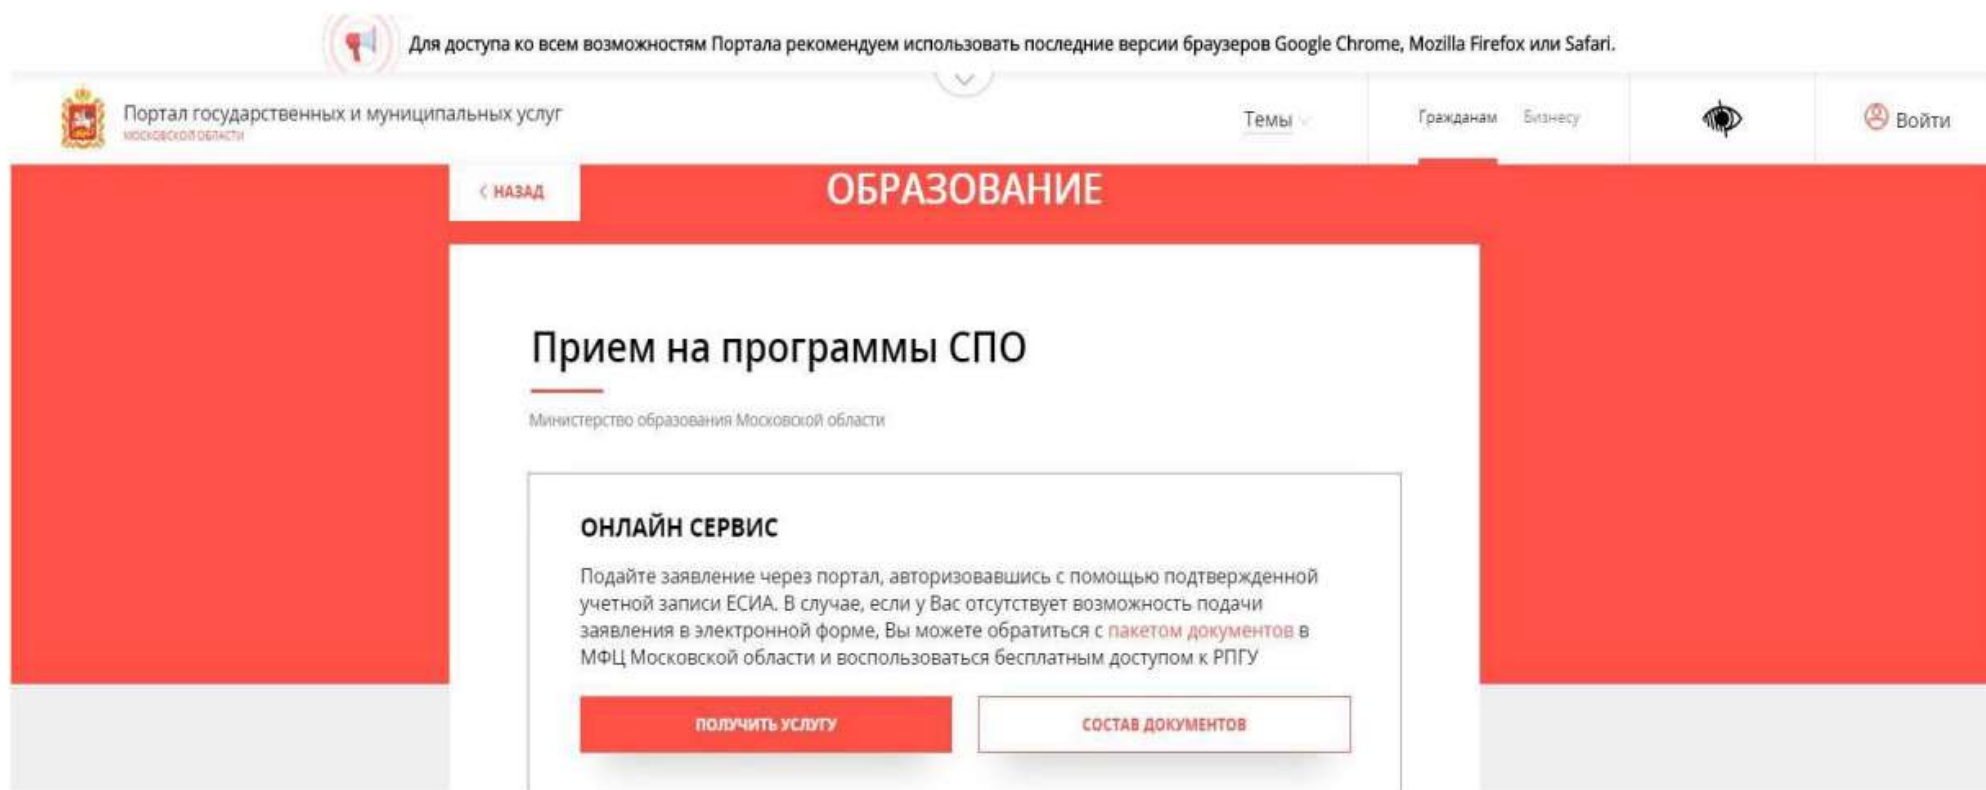 Для доступа ко всем возможностям Портала рекомендуем использовать последние версии браузеров Google Chrome, Mozilla Firefox или Safari.
Портал государственных и муниципальных услуг
МОСКОВСКОЙ ОБЛАСТИ
Темы
Гражданам
Бизнесу
Войти
НАЗАД
ОБРАЗОВАНИЕ
Прием на программы СПО
Министерство образования Московской области
ОНЛАЙН СЕРВИС
Подайте заявление через портал, авторизовавшись с помощью подтвержденной
учетной записи ЕСИА. В случае, если у Вас отсутствует возможность подачи
заявления в электронной форме, Вы можете обратиться с пакетом документов в
МФЦ Московской области и воспользоваться бесплатным доступом к РПГУ
ПОЛУЧИТЬ УСЛУГУ
СОСТАВ ДОКУМЕНТОВ